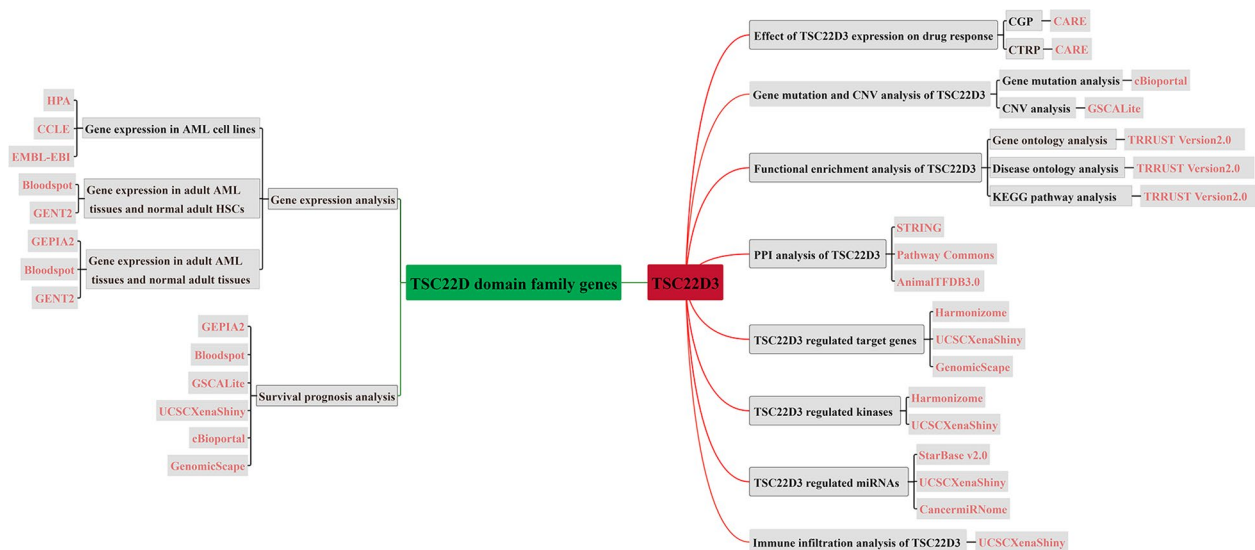 HPA
CCLE
EMBL-EBI
Gene expression in AML cell lines
Bloodspot
GENT2
Gene expression in adult AML
tissues and normal adult HSCs
GEPIA2
Bloodspot
GENT2
Gene expression in adult AML
tissues and normal adult tissues
Gene expression analysis
GEPIA2
Bloodspot
GSCALite
UCSCXenaShiny
cBioportal
GenomicScape
Survival prognosis analysis
TSC22D domain family genes
TSC22D3
Effect of TSC22D3 expression on drug response
CGP
CARE
CTRP
CARE
Gene mutation and CNV analysis of TSC22D3
Gene mutation analysis
cBioportal
CNV analysis
GSCALite
Functional enrichment analysis of TSC22D3
Gene ontology analysis
TRRUST Version2.0
Disease ontology analysis
TRRUST Version2.0
KEGG pathway analysis
TRRUST Version2.0
PPI analysis of TSC22D3
STRING
Pathway Commons
AnimalTFDB3.0
TSC22D3 regulated target genes
Harmonizome
UCSCXenaShiny
GenomicScape
TSC22D3 regulated kinases
Harmonizome
UCSCXenaShiny
TSC22D3 regulated miRNAs
StarBase v2.0
UCSCXenaShiny
CancermiRNome
Immune infiltration analysis of TSC22D3
UCSCXenaShiny